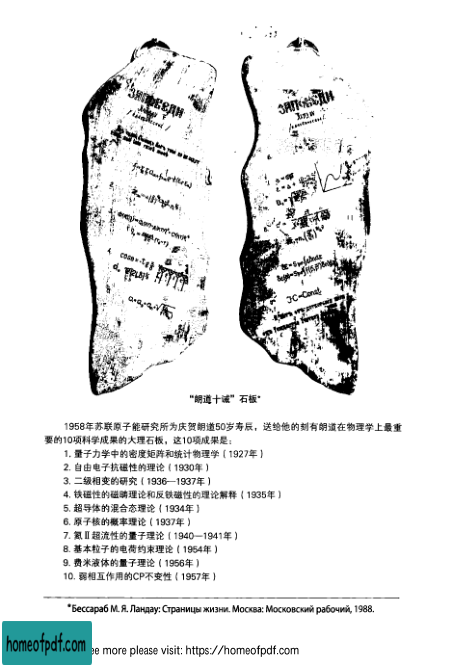 ЗАПОВЕДИ
ЗАПОВЕДИ
“朗道十诫”石板*
1958年苏联原子能研究所为庆贺朗道50岁寿辰，送给他的刻有朗道在物理学上最重
要的10项科学成果的大理石板，这10项成果是：
1. 量子力学中的密度矩阵和统计物理学（1927年）
2. 自由电子抗磁性的理论（1930年）
3. 二级相变的研究（1936—1937年）
4. 铁磁性的磁畴理论和反铁磁性的理论解释（1935年）
5. 超导体的混合态理论（1934年）
6. 原子核的概率理论（1937年）
7. 氦Ⅱ超流性的量子理论（1940—1941年）
8. 基本粒子的电荷约束理论（1954年）
9. 费米液体的量子理论（1956年）
10. 弱相互作用的CP不变性（1957年）
*Бессараб М. Я. Ландау: Страницы жизни. Москва: Московский рабочий, 1988.
homeofpdf.com
ee more please visit: https://homeofpdf.com